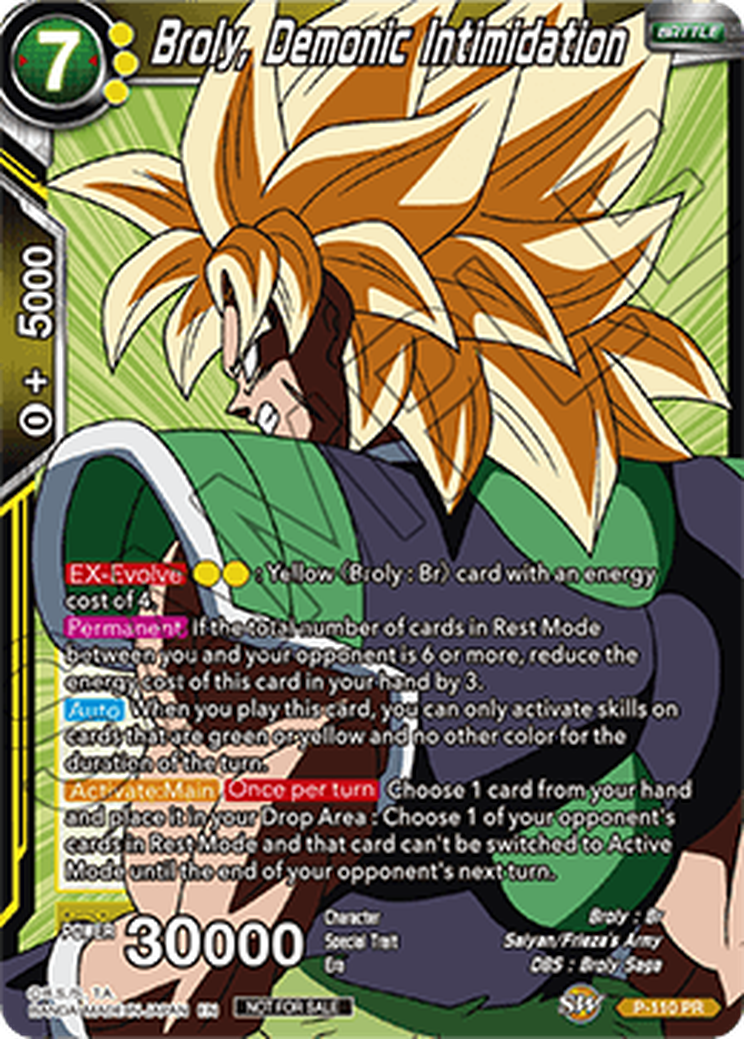 7
Broly, Demonic Intimidation
BATTLE
0 + 5000
EX-Evolve : Yellow 《Broly : Br》 card with an energy
cost of 4.
Permanent If the total number of cards in Rest Mode
between you and your opponent is 6 or more, reduce the
energy cost of this card in your hand by 3.
Auto When you play this card, you can only activate skills on
cards that are green or yellow and no other color for the
duration of the turn.
Activate:Main Once per turn Choose 1 card from your hand
and place it in your Drop Area : Choose 1 of your opponent's
cards in Rest Mode and that card can't be switched to Active
Mode until the end of your opponent's next turn.
POWER 30000
Character Broly : Br
Special Trait Saiyan/Frieza's Army
Era DBS : Broly Saga
BANDAI MADE IN JAPAN EN NOT FOR SALE
P-110 PR